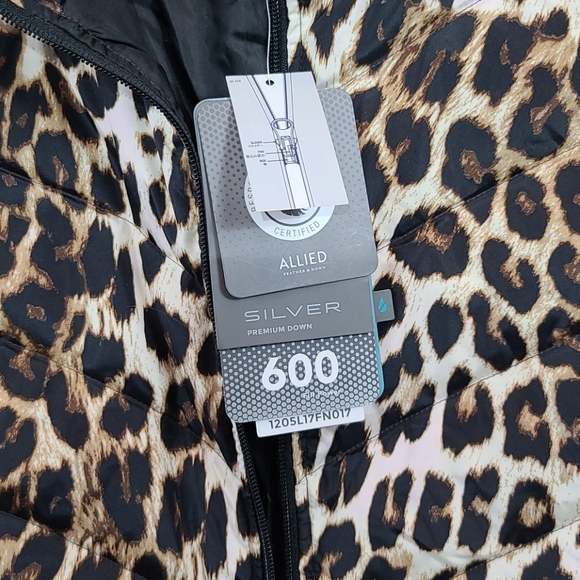 CERTIFIED
ALLIED
FEATHER & DOWN
SILVER
PREMIUM DOWN
600
1205L17FN017